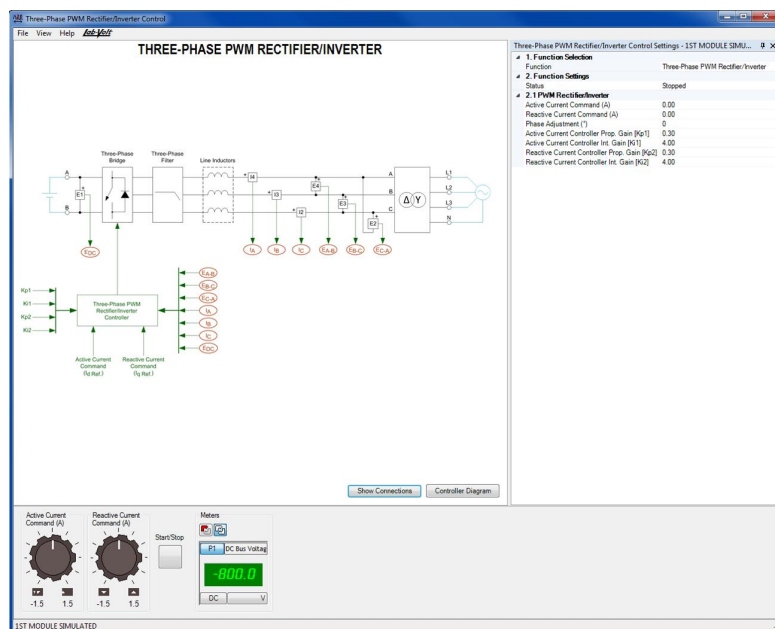 Three-Phase PWM Rectifier/Inverter Control
File View Help Lab-Volt
THREE-PHASE PWM RECTIFIER/INVERTER
Three-Phase Bridge
Three-Phase Filter
Line Inductors
A
B
E1
I4
I3
I2
E4
E3
E2
A
B
C
Δ Y
L1
L2
L3
N
EDC
IA
IB
IC
EA-B
EB-C
EC-A
EA-B
EB-C
EC-A
IA
IB
IC
EDC
Kp1
Ki1
Kp2
Ki2
Three-Phase PWM
Rectifier/Inverter
Controller
Active Current
Command
(Id Ref.)
Reactive Current
Command
(Iq Ref.)
Show Connections
Controller Diagram
Three-Phase PWM Rectifier/Inverter Control Settings - 1ST MODULE SIMU...
1. Function Selection
Function Three-Phase PWM Rectifier/Inverter
2. Function Settings
Status Stopped
2.1 PWM Rectifier/Inverter
Active Current Command (A) 0.00
Reactive Current Command (A) 0.00
Phase Adjustment (°) 0
Active Current Controller Prop. Gain [Kp1] 0.30
Active Current Controller Int. Gain [Ki1] 4.00
Reactive Current Controller Prop. Gain [Kp2] 0.30
Reactive Current Controller Int. Gain [Ki2] 4.00
Active Current
Command (A)
-1.5 1.5
Reactive Current
Command (A)
-1.5 1.5
Start/Stop
Meters
P1 DC Bus Voltag
-800.0
DC V
1ST MODULE SIMULATED